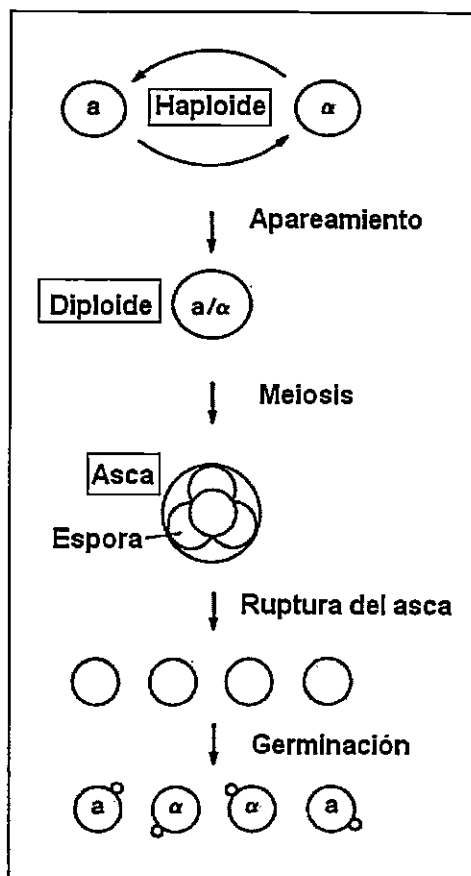 a Haploide α
Apareamiento
Diploide a/α
Meiosis
Asca
Espora
Ruptura del asca
Germinación
a α α a